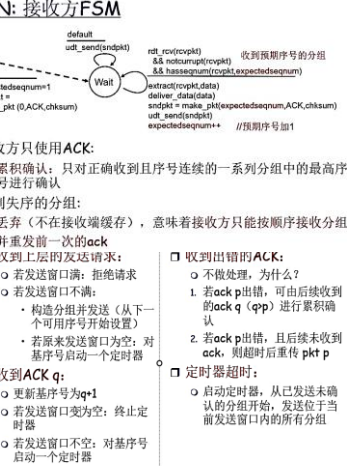 N: 接收方FSM
default
udt_send(sndpkt)
rdt_rcv(rcvpkt)
&& notcurrupt(rcvpkt)
&& hasseqnum(rcvpkt,expectedseqnum)
收到预期序号的分组
Wait
extract(rcvpkt,data)
deliver_data(data)
sndpkt = make_pkt(expectedseqnum,ACK,chksum)
udt_send(sndpkt)
expectedseqnum++ //预期序号加1
ctedseqnum=1
t =
_pkt (0,ACK,chksum)
方只使用ACK:
累积确认:只对正确收到且序号连续的一系列分组中的最高序
号进行确认
到失序的分组:
丢弃(不在接收端缓存),意味着接收方只能按顺序接收分组
并重发前一次的ack
收到上层的发送请求:
若发送窗口满:拒绝请求
若发送窗口不满:
• 构造分组并发送(从下一
个可用序号开始设置)
• 若原来发送窗口为空:对
基序号启动一个定时器
收到ACK q:
更新基序号为q+1
若发送窗口变为空:终止定
时器
若发送窗口不空:对基序号
启动一个定时器
收到出错的ACK:
不做处理,为什么?
1. 若ack p出错,可由后续收到
的ack q(q>p)进行累积确
认
2. 若ack p出错,且后续未收到
ack,则超时后重传 pkt p
定时器超时:
启动定时器,从已发送未确
认的分组开始,发送位于当
前发送窗口内的所有分组